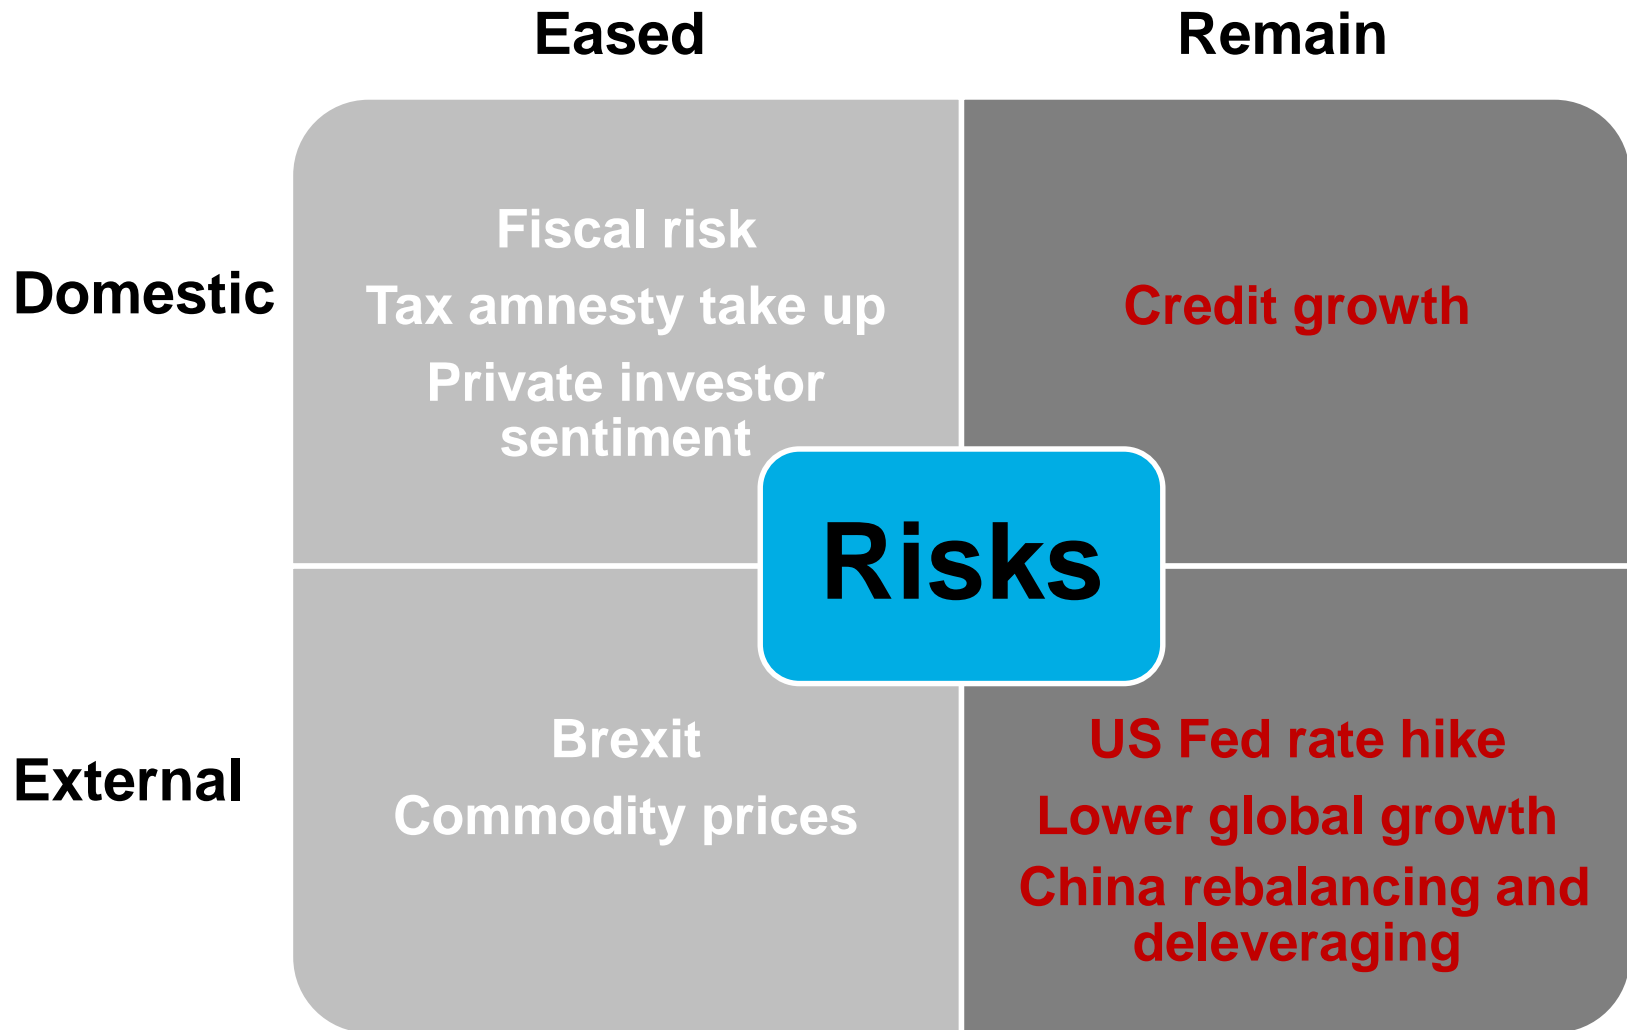 Eased
Remain
Domestic
Fiscal risk
Tax amnesty take up
Private investor
sentiment
Credit growth
Risks
External
Brexit
Commodity prices
US Fed rate hike
Lower global growth
China rebalancing and
deleveraging